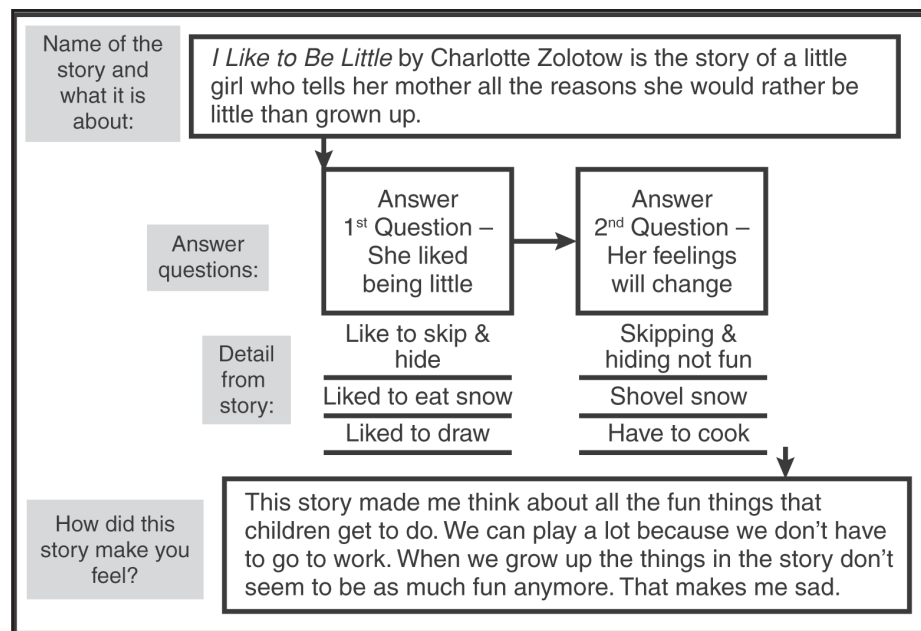 Name of the
story and
what it is
about:
I Like to Be Little by Charlotte Zolotow is the story of a little
girl who tells her mother all the reasons she would rather be
little than grown up.
Answer
questions:
Answer
1st Question –
She liked
being little
Answer
2nd Question –
Her feelings
will change
Detail
from
story:
Like to skip &
hide
Liked to eat snow
Liked to draw
Skipping &
hiding not fun
Shovel snow
Have to cook
How did this
story make you
feel?
This story made me think about all the fun things that
children get to do. We can play a lot because we don’t have
to go to work. When we grow up the things in the story don’t
seem to be as much fun anymore. That makes me sad.